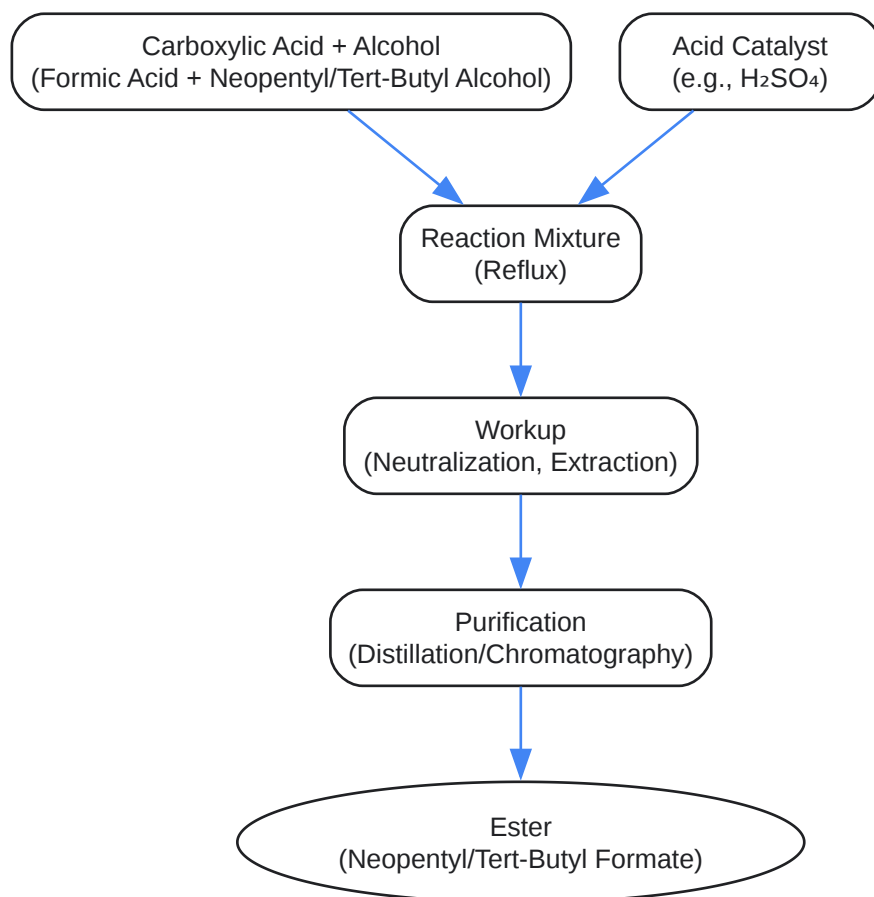 Carboxylic Acid + Alcohol
(Formic Acid + Neopentyl/Tert-Butyl Alcohol)
Acid Catalyst
(e.g., H₂SO₄)
Reaction Mixture
(Reflux)
Workup
(Neutralization, Extraction)
Purification
(Distillation/Chromatography)
Ester
(Neopentyl/Tert-Butyl Formate)